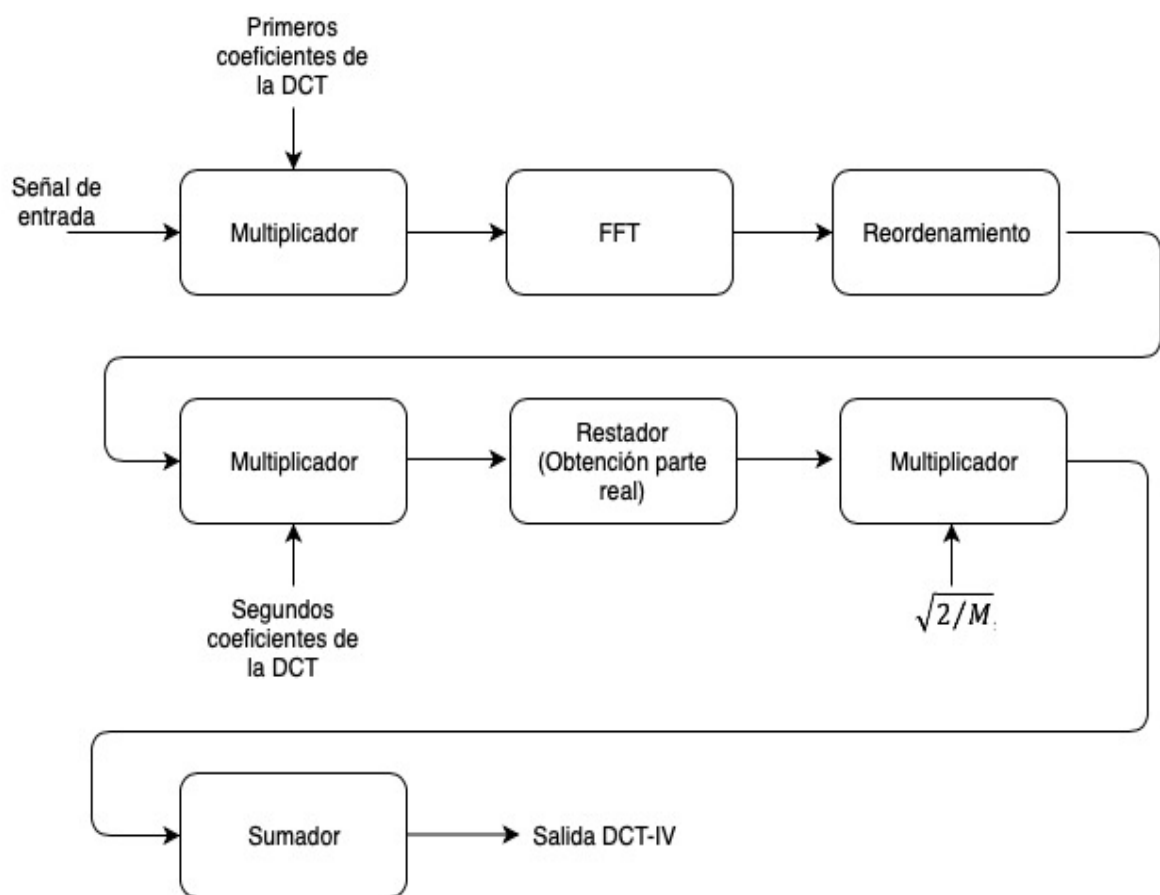 Primeros
coeficientes de
la DCT
Señal de
entrada
Multiplicador
FFT
Reordenamiento
Multiplicador
Restador
(Obtención parte
real)
Multiplicador
Segundos
coeficientes de
la DCT
√2/M
Sumador
Salida DCT-IV